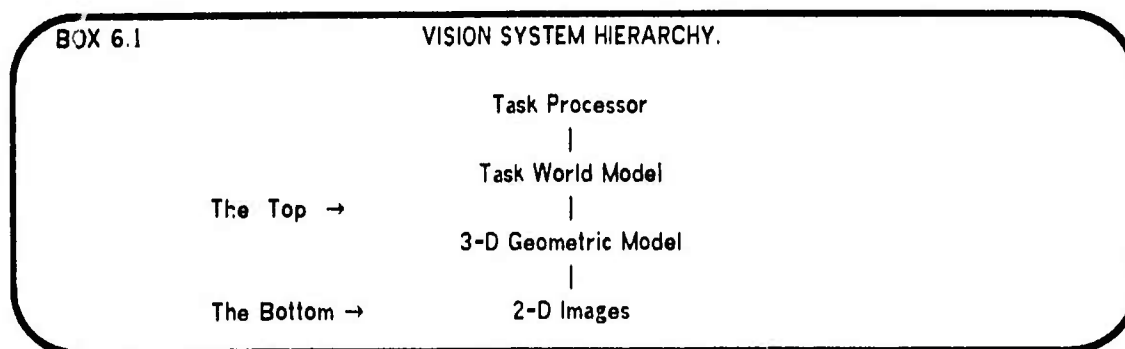 BOX 6.1 VISION SYSTEM HIERARCHY.
Task Processor
|
Task World Model
The Top → |
3-D Geometric Model
|
The Bottom → 2-D Images